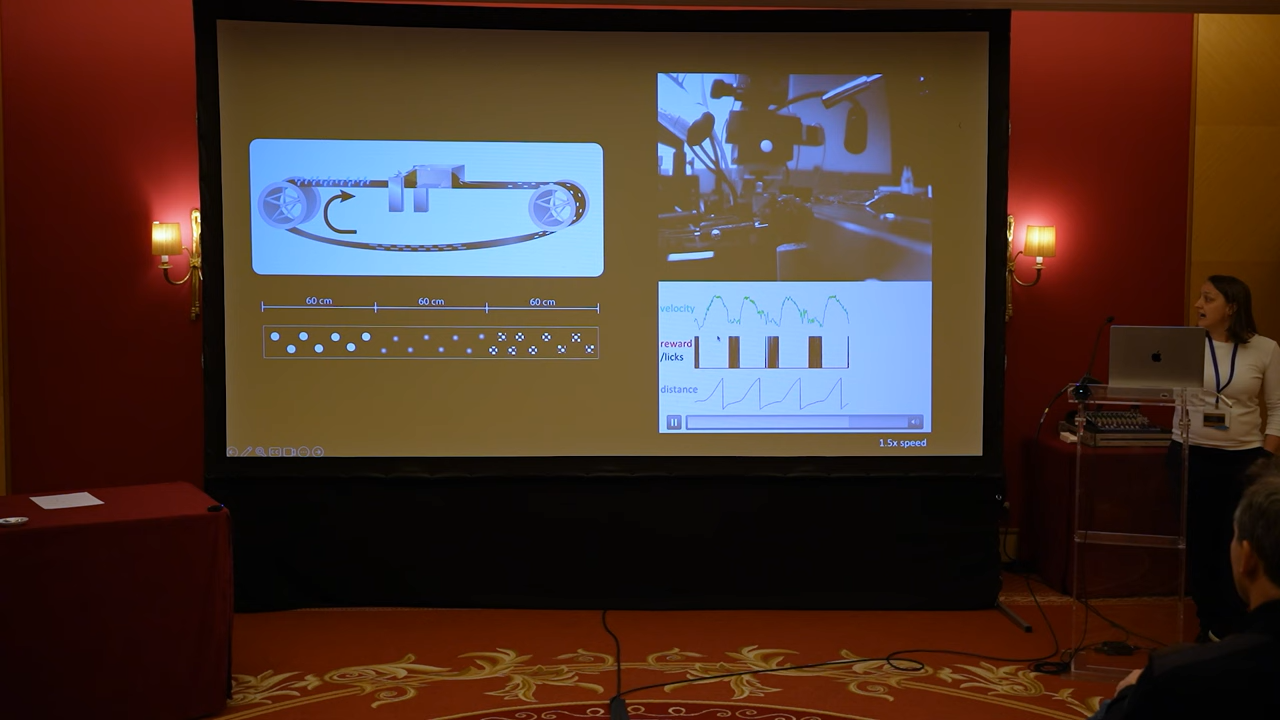 60 cm 60 cm 60 cm
velocity
reward
/licks
distance
1.5x speed